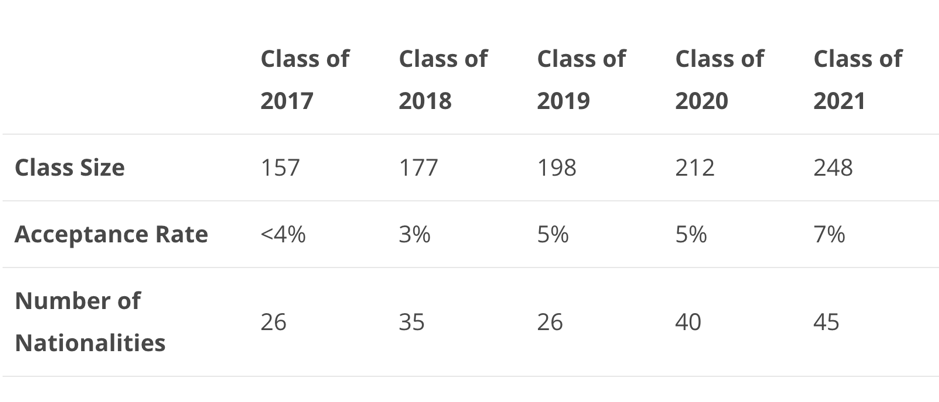 Class of 2017 Class of 2018 Class of 2019 Class of 2020 Class of 2021
Class Size 157 177 198 212 248
Acceptance Rate <4% 3% 5% 5% 7%
Number of Nationalities 26 35 26 40 45